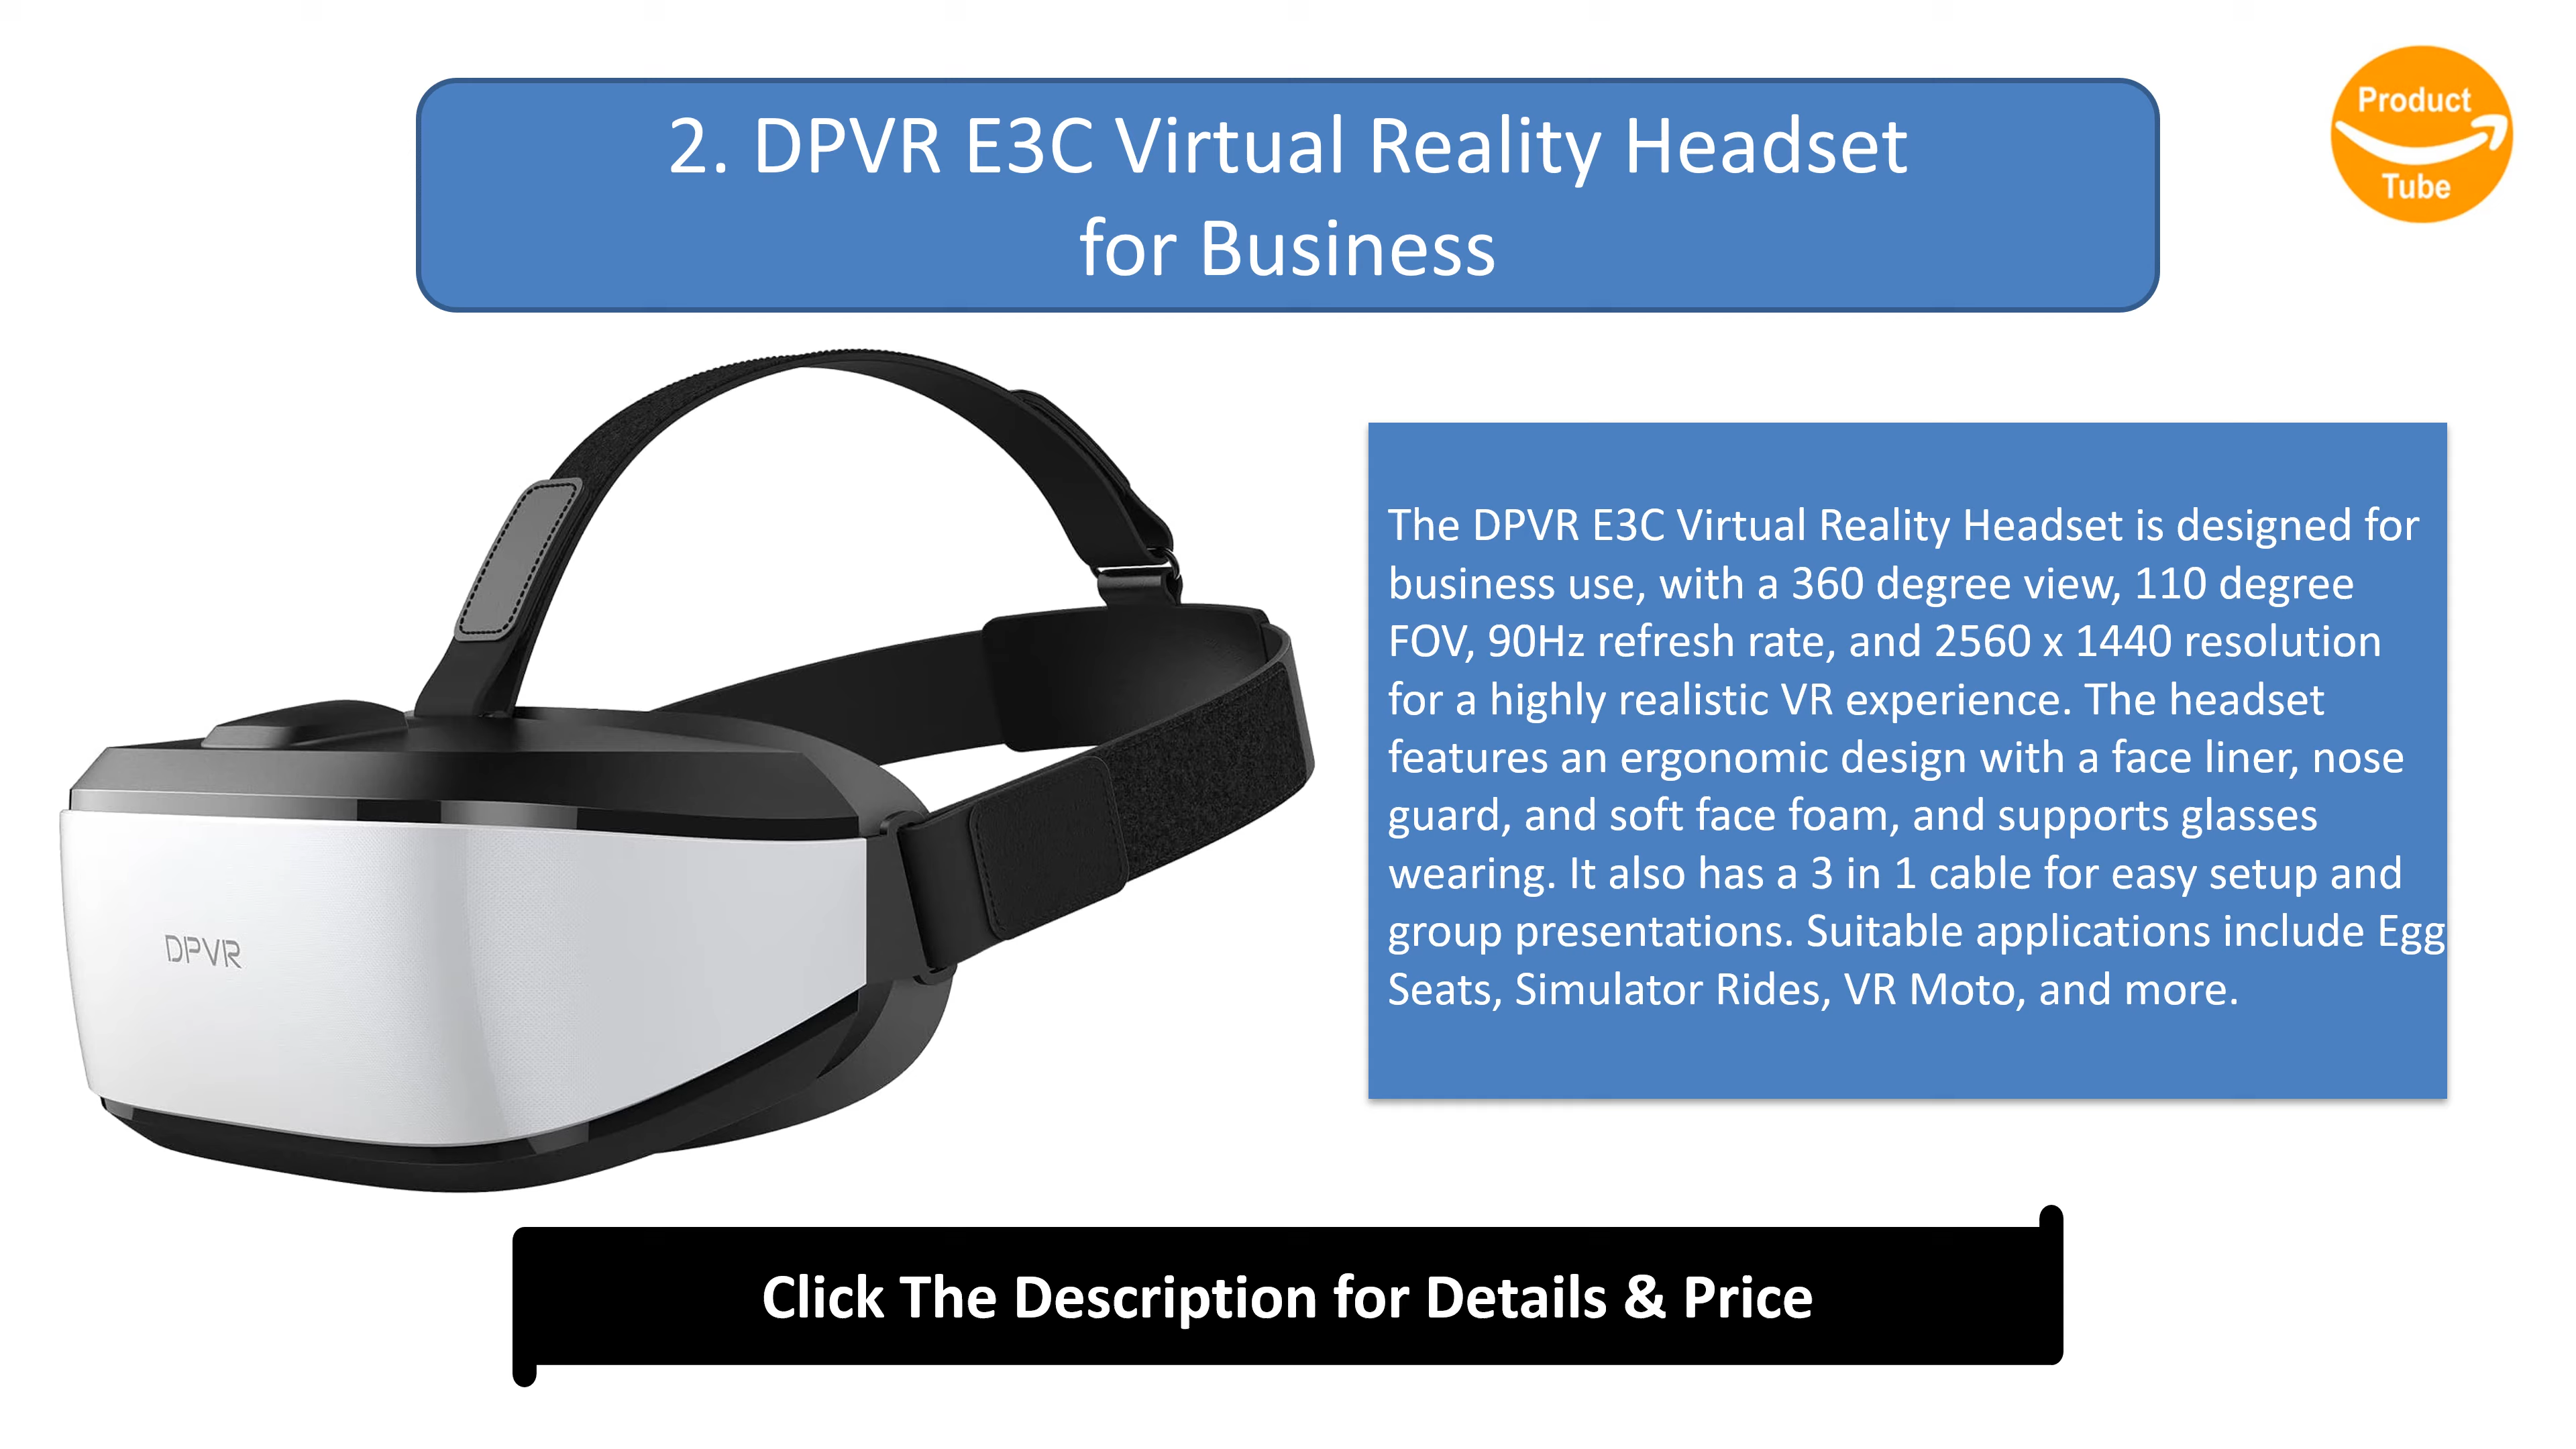 2. DPVR E3C Virtual Reality Headset
for Business
Product
Tube
The DPVR E3C Virtual Reality Headset is designed for
business use, with a 360 degree view, 110 degree
FOV, 90Hz refresh rate, and 2560 x 1440 resolution
for a highly realistic VR experience. The headset
features an ergonomic design with a face liner, nose
guard, and soft face foam, and supports glasses
wearing. It also has a 3 in 1 cable for easy setup and
group presentations. Suitable applications include Egg
Seats, Simulator Rides, VR Moto, and more.
DPVR
Click The Description for Details & Price